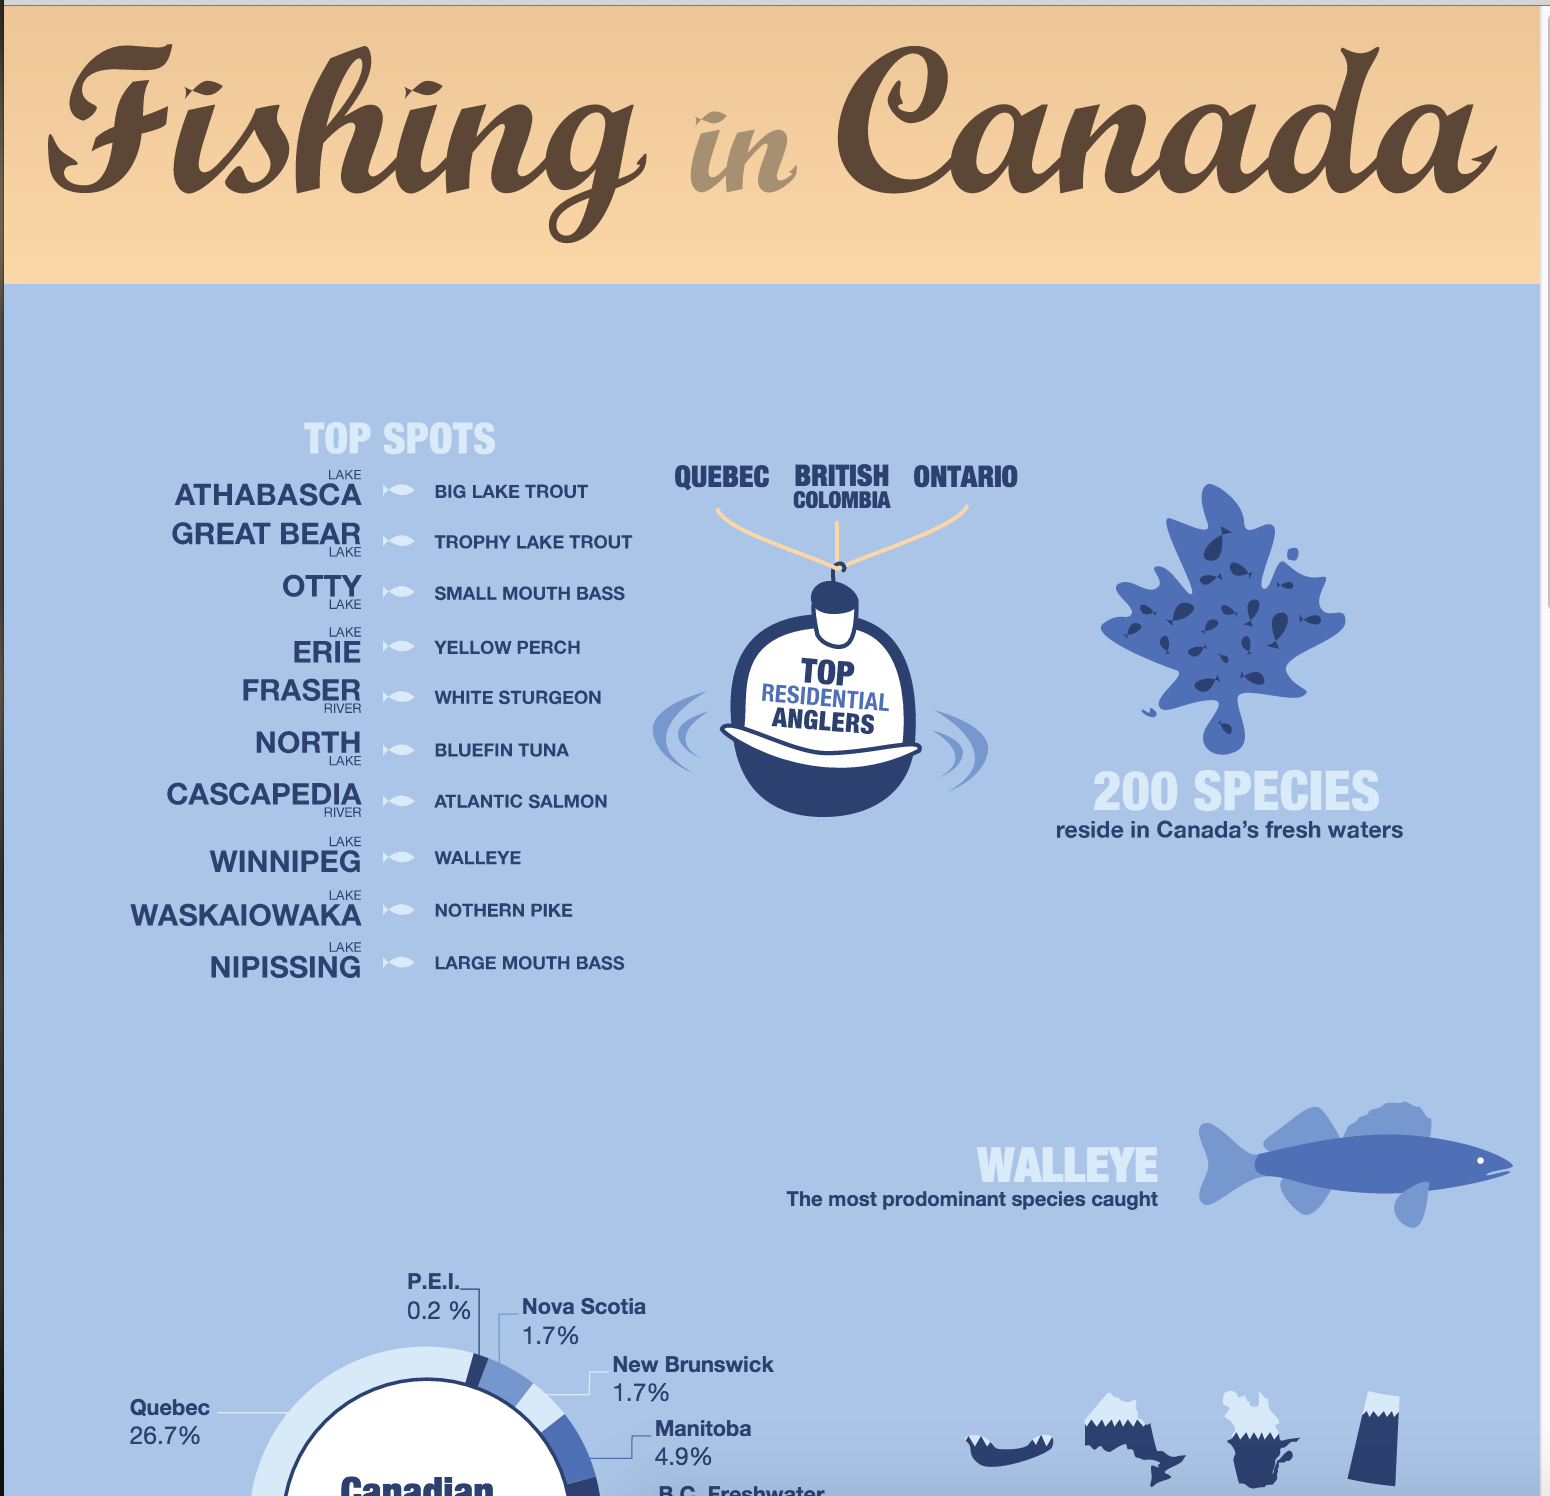 Fishing in Canada
TOP SPOTS
LAKE
ATHABASCA
BIG LAKE TROUT
GREAT BEAR
LAKE
TROPHY LAKE TROUT
OTTY
LAKE
SMALL MOUTH BASS
LAKE
ERIE
YELLOW PERCH
FRASER
RIVER
WHITE STURGEON
NORTH
LAKE
BLUEFIN TUNA
CASCAPEDIA
RIVER
ATLANTIC SALMON
LAKE
WINNIPEG
WALLEYE
LAKE
WASKAIOWAKA
NOTHERN PIKE
LAKE
NIPISSING
LARGE MOUTH BASS
QUEBEC
BRITISH
COLOMBIA
ONTARIO
TOP
RESIDENTIAL
ANGLERS
200 SPECIES
reside in Canada’s fresh waters
WALLEYE
The most prodominant species caught
P.E.I.
0.2 %
Nova Scotia
1.7%
New Brunswick
1.7%
Quebec
26.7%
Manitoba
4.9%
B.C. Freshwater
Canadian